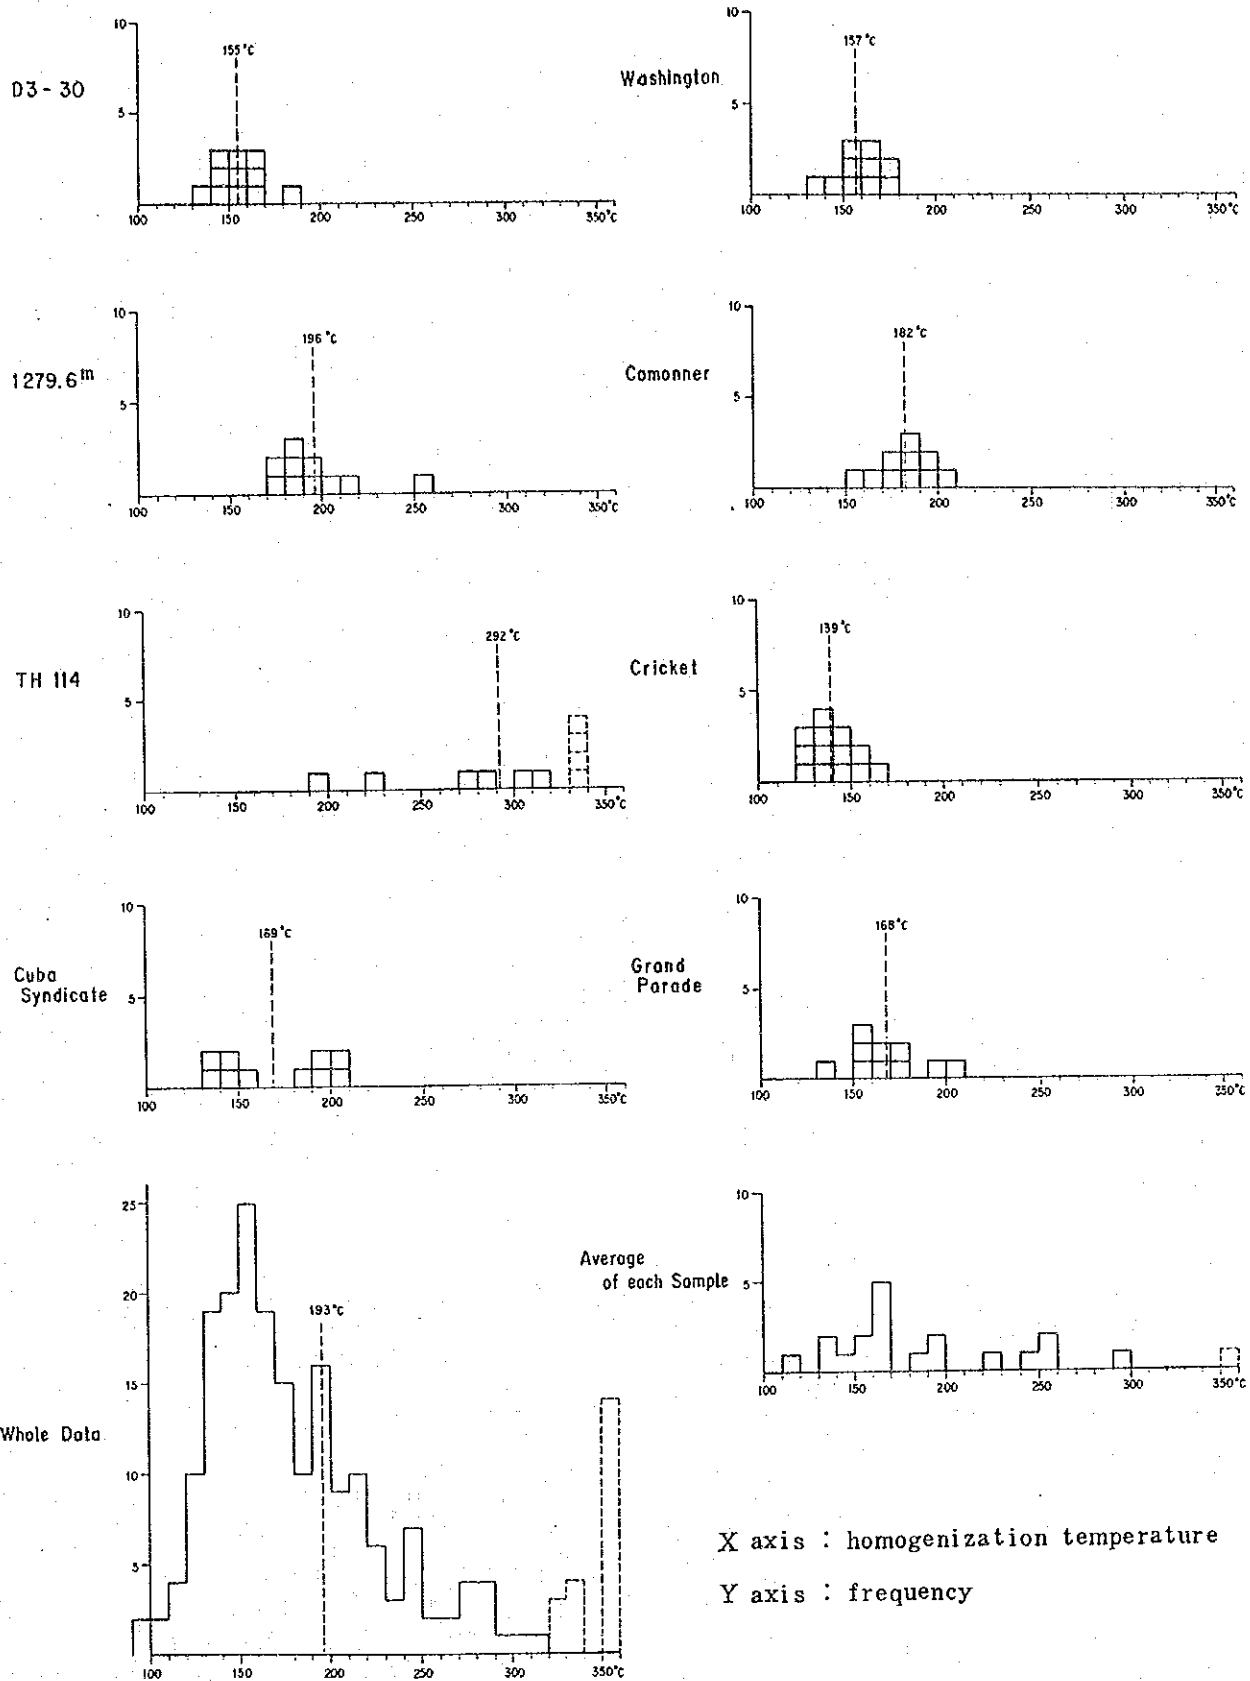 D3-30
10
5
155°C
100 150 200 250 300 350°C
Washington
10
5
157°C
100 150 200 250 300 350°C
1279.6m
10
5
196°C
100 150 200 250 300 350°C
Comonner
10
5
182°C
100 150 200 250 300 350°C
TH 114
10
5
292°C
100 150 200 250 300 350°C
Cricket
10
5
139°C
100 150 200 250 300 350°C
Cuba
Syndicate
10
5
169°C
100 150 200 250 300 350°C
Grand
Parade
10
5
168°C
100 150 200 250 300 350°C
Whole Data
25
20
15
10
5
193°C
100 150 200 250 300 350°C
Average
of each Sample
10
5
100 150 200 250 300 350°C
X axis : homogenization temperature
Y axis : frequency